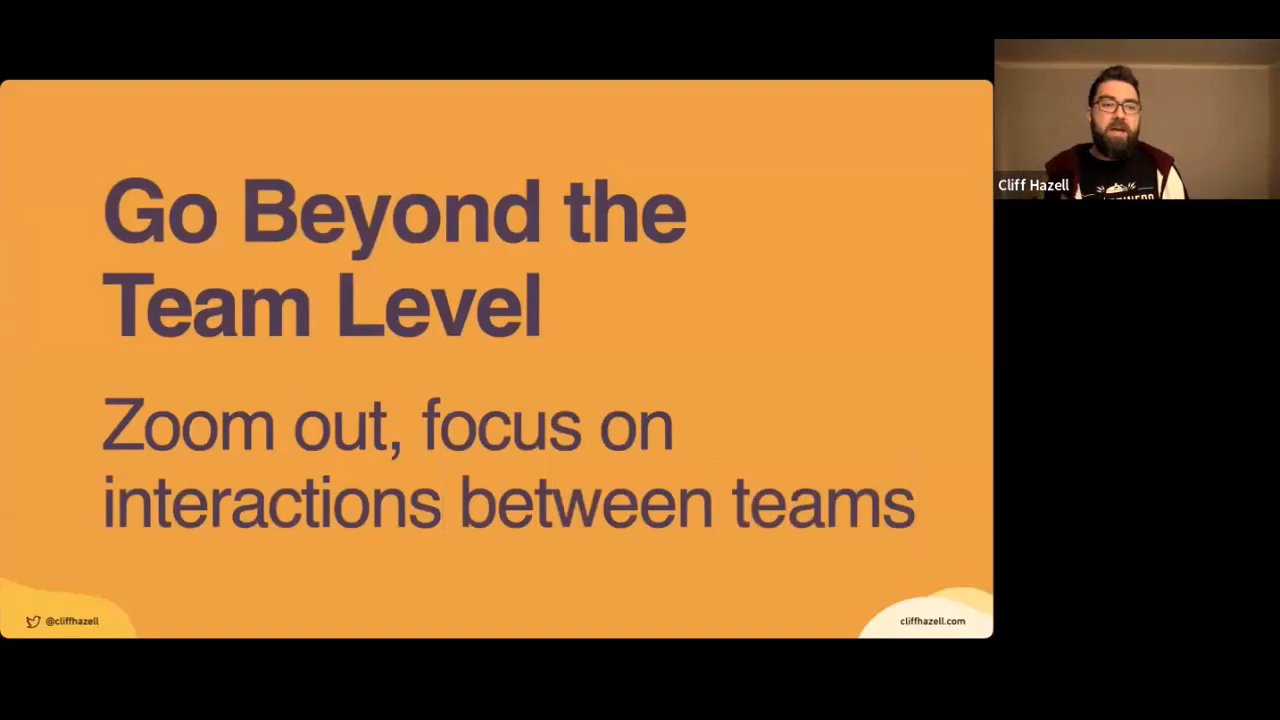 Go Beyond the
Team Level
Zoom out, focus on
interactions between teams
@cliffhazell
cliffhazell.com
Cliff Hazell